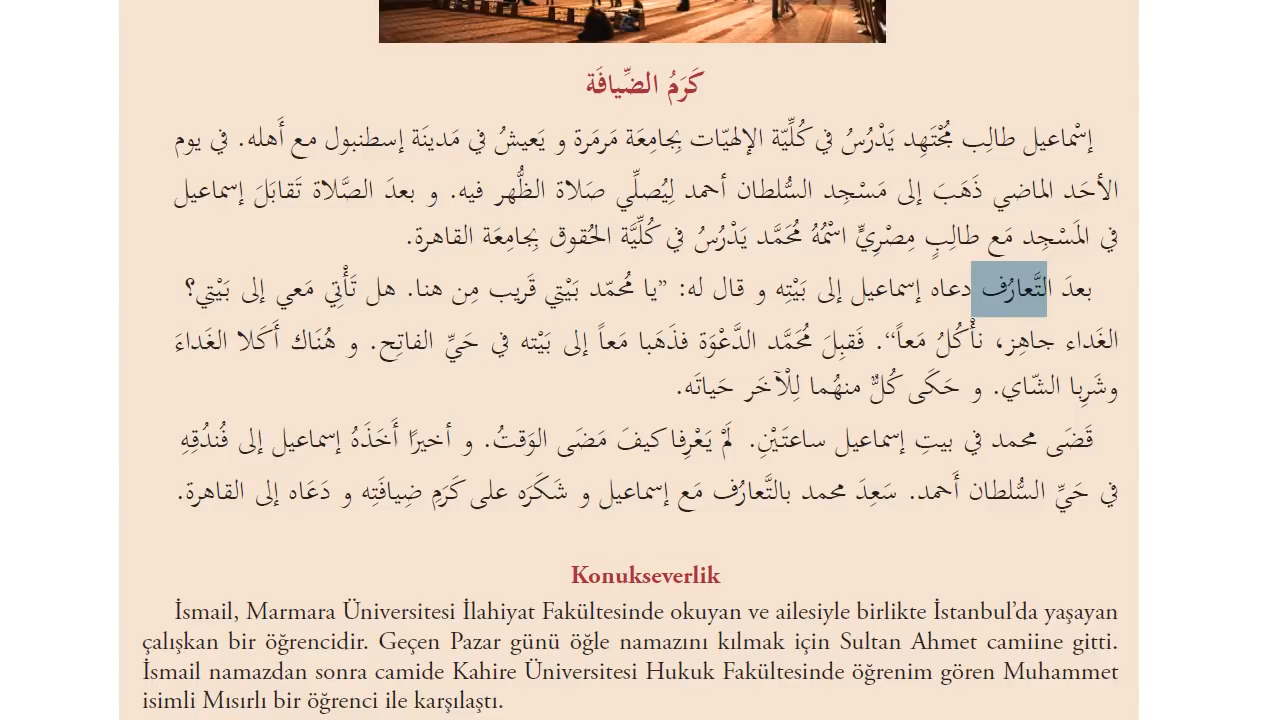 كَرَمُ الضِّيافَة
إسْماعيل طالِب مُجْتَهِد يَدْرُسُ في كُلِّيّة الإلهيّات بِجامِعَة مَرمَرة و يَعيشُ في مَدينَة إسطنبول مع أَهله. في يوم
الأحَد الماضي ذَهَبَ إلى مَسْجِد السُّلطان أحمد لِيُصلِّي صَلاة الظُّهر فيه. و بعدَ الصَّلاة تَقابَلَ إسماعيل
في المَسْجِد مَع طالِبٍ مِصْرِيٍّ اسْمُهُ مُحَمَّد يَدْرُسُ في كُلِّيَّة الحُقوق بِجامِعَة القاهرة.
بعدَ التَّعارُف دعاه إسماعيل إلى بَيْتِه و قال له: ”يا مُحمّد بَيْتي قَريب مِن هنا. هل تَأْتِي مَعي إلى بَيْتي؟
الغَداء جاهِز، نأْكُلُ مَعاً“. فَقبِلَ مُحَمَّد الدَّعْوَة فذَهَبا مَعاً إلى بَيْته في حَيِّ الفاتِح. و هُنَاك أَكَلا الغَداءَ
وشَرِبا الشّاي. و حَكَى كُلٌّ منهُما لِلْآخَر حَياتَه.
قَضَى محمد في بيتِ إسماعيل ساعتَيْنِ. لَمْ يَعْرِفا كيفَ مَضَى الوَقتُ. و أخيرًا أَخَذَهُ إسماعيل إلى فُندُقِهِ
في حَيِّ السُّلطان أَحمد. سَعِدَ محمد بالتَّعارُف مَع إسماعيل و شَكَرَه على كَرَمِ ضِيافَتِه و دَعَاه إلى القاهرة.
Konukseverlik
İsmail, Marmara Üniversitesi İlahiyat Fakültesinde okuyan ve ailesiyle birlikte İstanbul’da yaşayan
çalışkan bir öğrencidir. Geçen Pazar günü öğle namazını kılmak için Sultan Ahmet camiine gitti.
İsmail namazdan sonra camide Kahire Üniversitesi Hukuk Fakültesinde öğrenim gören Muhammet
isimli Mısırlı bir öğrenci ile karşılaştı.